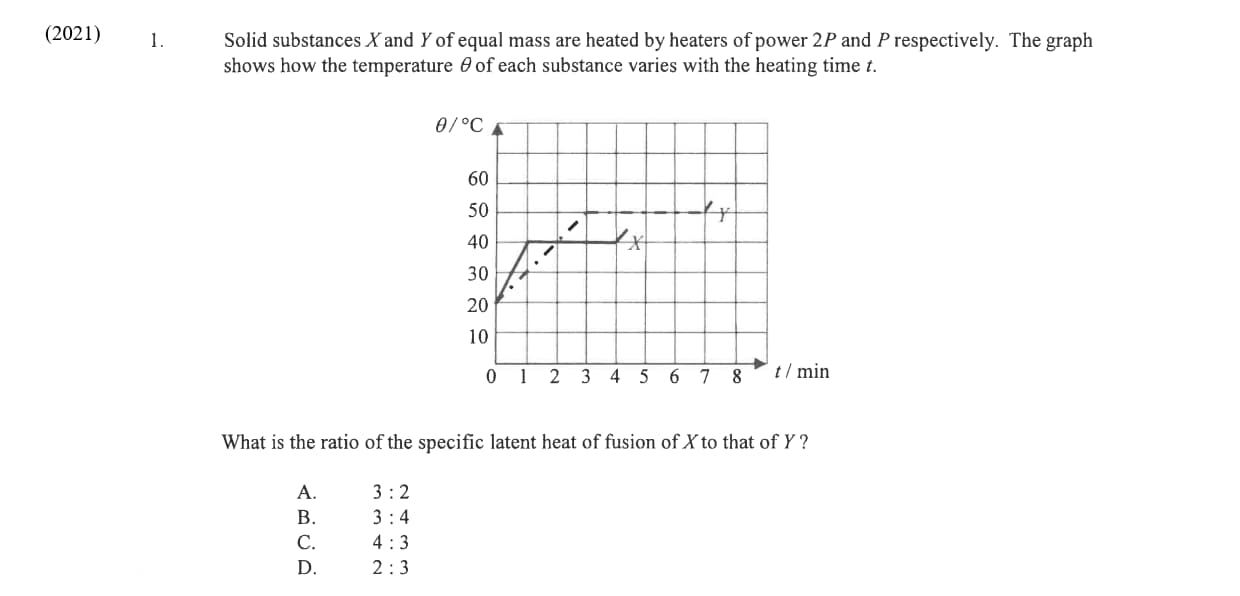 (2021)
1. Solid substances X and Y of equal mass are heated by heaters of power 2P and P respectively. The graph
shows how the temperature θ of each substance varies with the heating time t.
θ/°C
60
50
Y
40
X
30
20
10
0 1 2 3 4 5 6 7 8 t / min
What is the ratio of the specific latent heat of fusion of X to that of Y ?
A. 3 : 2
B. 3 : 4
C. 4 : 3
D. 2 : 3